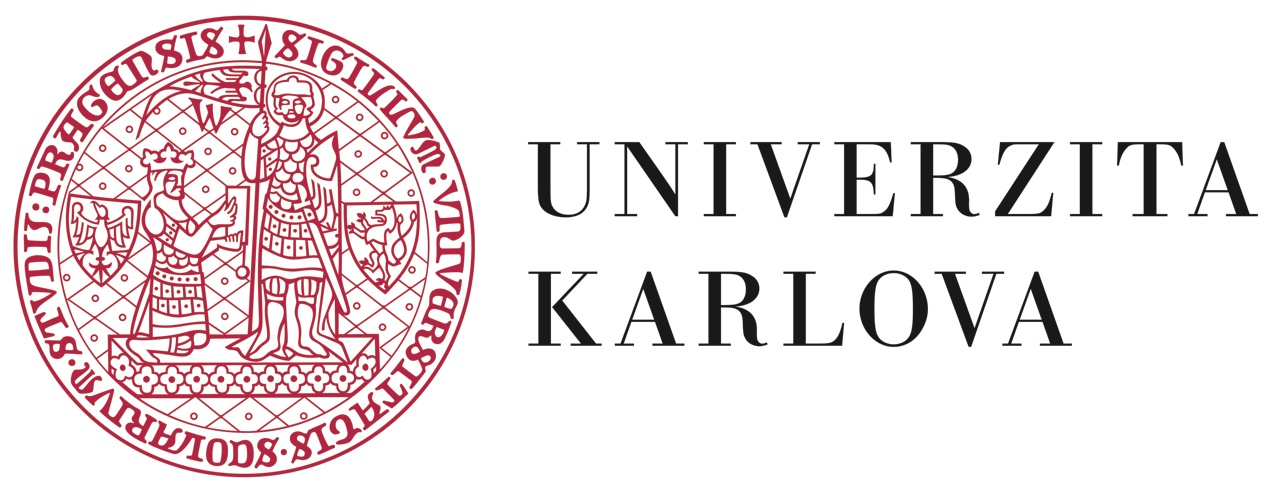 SIGILLVM : VNIVERSITATIS · SCOLARIVM · STVDII : PRAGENSIS +
W
UNIVERZITA
KARLOVA